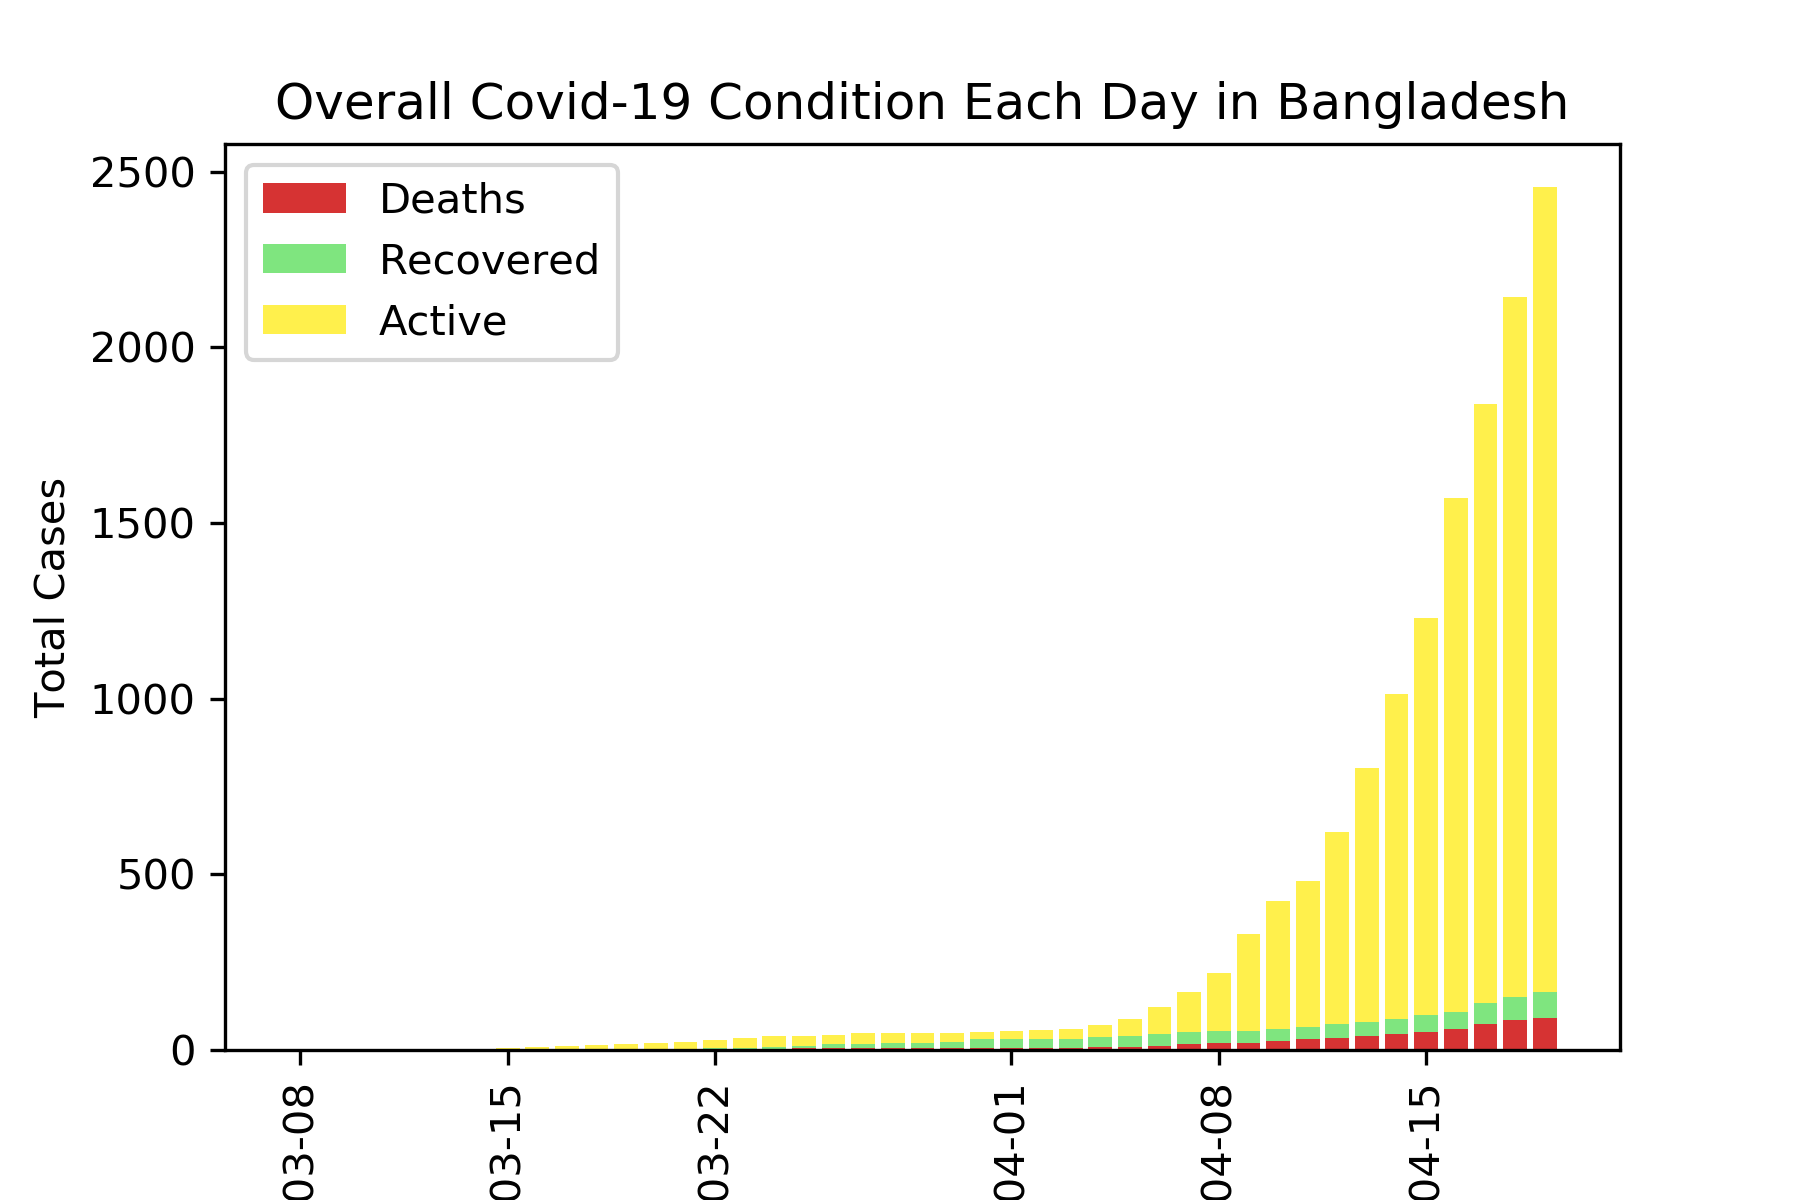 Overall Covid-19 Condition Each Day in Bangladesh
Deaths
Recovered
Active
Total Cases
2500
2000
1500
1000
500
0
03-08
03-15
03-22
04-01
04-08
04-15